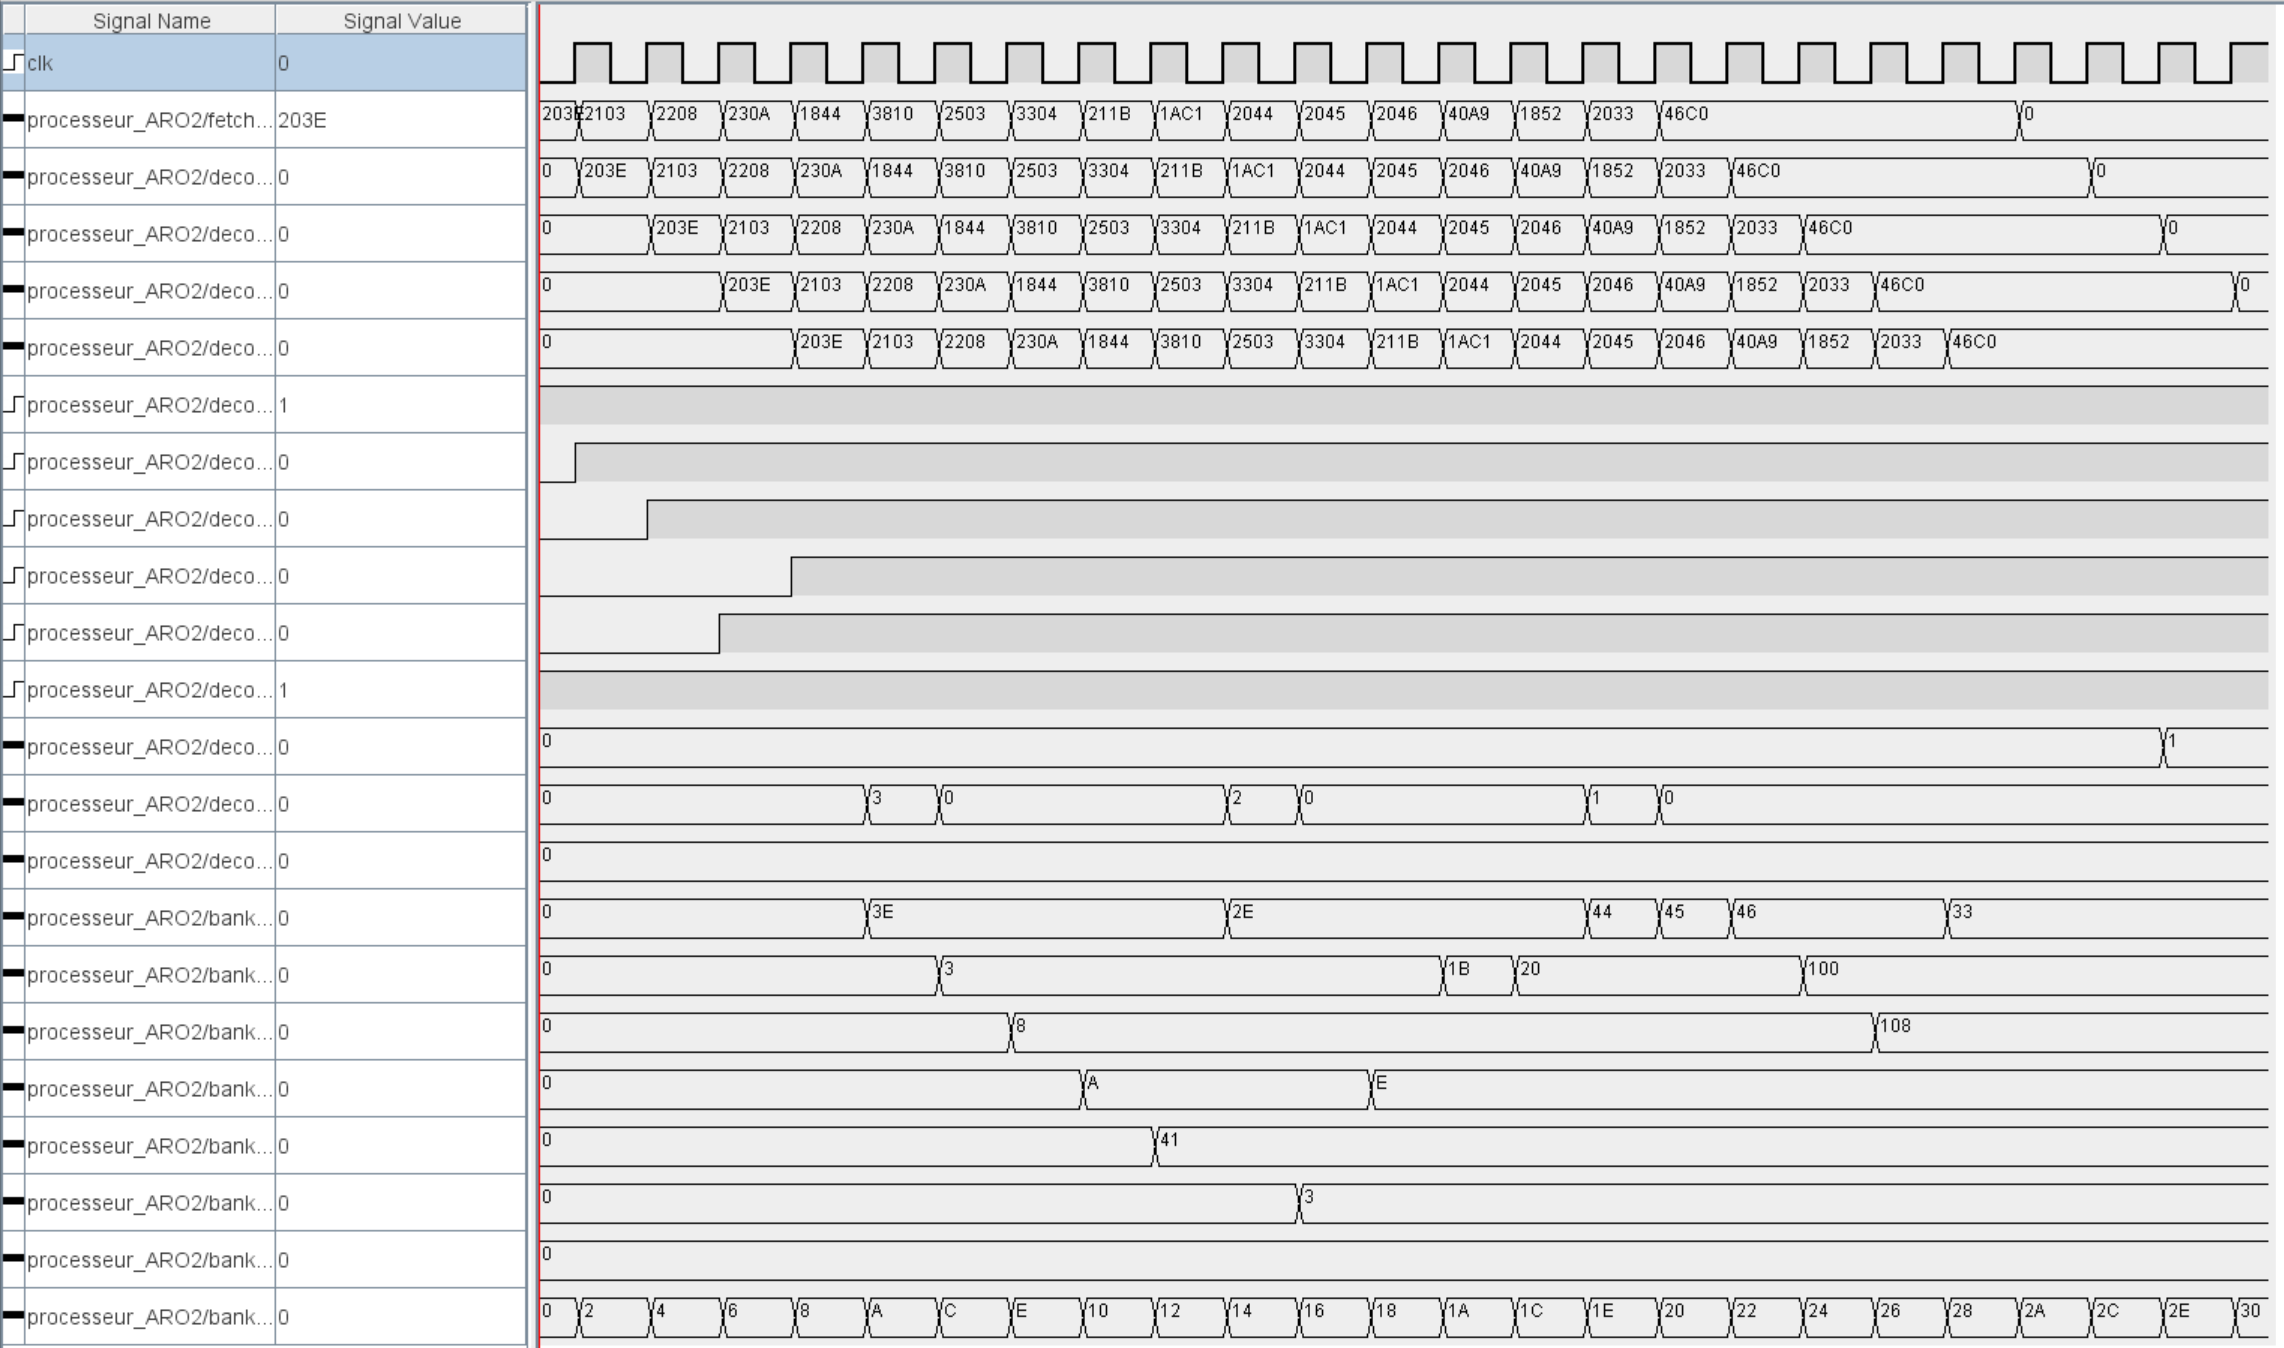 Signal Name Signal Value
clk 0
processeur_ARO2/fetch... 203E 203E 2103 2208 230A 1844 3810 2503 3304 211B 1AC1 2044 2045 2046 40A9 1852 2033 46C0 0
processeur_ARO2/deco... 0 0 203E 2103 2208 230A 1844 3810 2503 3304 211B 1AC1 2044 2045 2046 40A9 1852 2033 46C0 0
processeur_ARO2/deco... 0 0 203E 2103 2208 230A 1844 3810 2503 3304 211B 1AC1 2044 2045 2046 40A9 1852 2033 46C0 0
processeur_ARO2/deco... 0 0 203E 2103 2208 230A 1844 3810 2503 3304 211B 1AC1 2044 2045 2046 40A9 1852 2033 46C0 0
processeur_ARO2/deco... 0 0 203E 2103 2208 230A 1844 3810 2503 3304 211B 1AC1 2044 2045 2046 40A9 1852 2033 46C0
processeur_ARO2/deco... 1
processeur_ARO2/deco... 0
processeur_ARO2/deco... 0
processeur_ARO2/deco... 0
processeur_ARO2/deco... 0
processeur_ARO2/deco... 1
processeur_ARO2/deco... 0 0 1
processeur_ARO2/deco... 0 0 3 0 2 0 1 0
processeur_ARO2/deco... 0 0
processeur_ARO2/bank... 0 0 3E 2E 44 45 46 33
processeur_ARO2/bank... 0 0 3 1B 20 100
processeur_ARO2/bank... 0 0 8 108
processeur_ARO2/bank... 0 0 A E
processeur_ARO2/bank... 0 0 41
processeur_ARO2/bank... 0 0 3
processeur_ARO2/bank... 0 0
processeur_ARO2/bank... 0 0 2 4 6 8 A C E 10 12 14 16 18 1A 1C 1E 20 22 24 26 28 2A 2C 2E 30